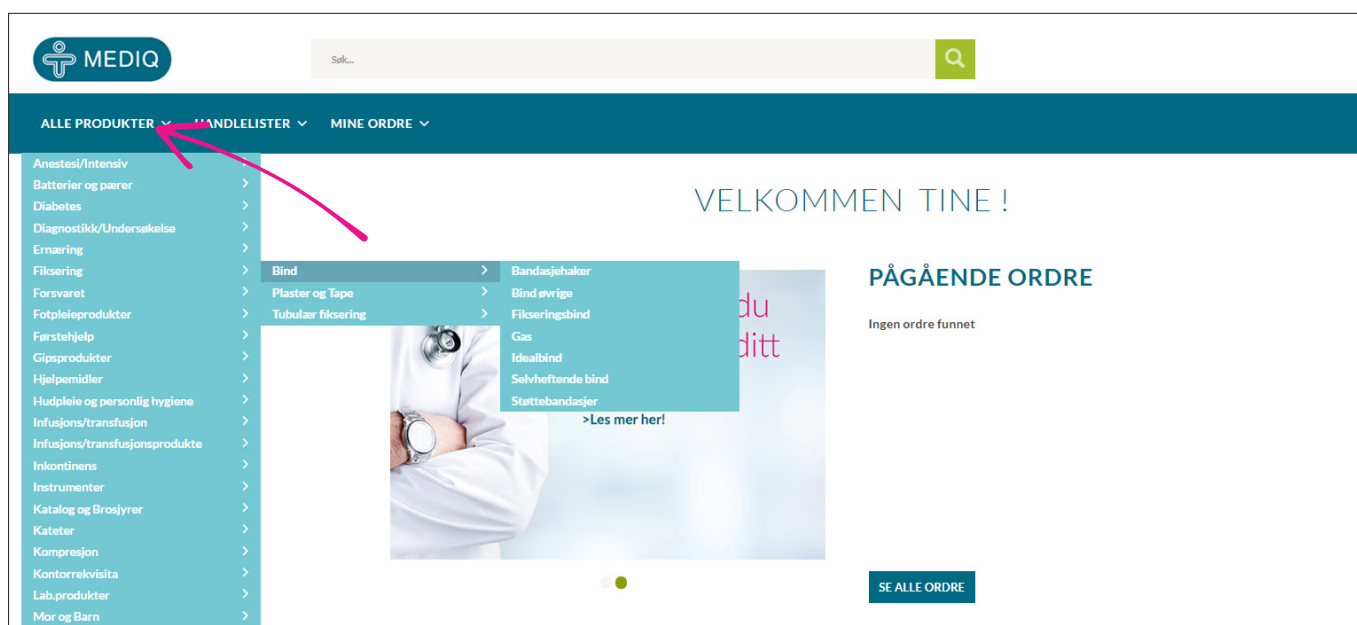 MEDIQ
Søk...
ALLE PRODUKTER HANDLELISTER MINE ORDRE
Anestesi/Intensiv
Batterier og pærer
Diabetes
Diagnostikk/Undersøkelse
Ernæring
Fiksering
Forsvaret
Fotpleieprodukter
Førstehjelp
Gipsprodukter
Hjelpemidler
Hudpleie og personlig hygiene
Infusjons/transfusjon
Infusjons/transfusjonsprodukte
Inkontinens
Instrumenter
Katalog og Brosjyrer
Kateter
Kompresjon
Kontorrekvisita
Lab.produkter
Mor og Barn
Bind
Plaster og Tape
Tubulær fiksering
Bandasjehaker
Bind øvrige
Fikseringsbind
Gas
Idealbind
Selvheftende bind
Støttebandasjer
du
ditt
>Les mer her!
VELKOMMEN TINE !
PÅGÅENDE ORDRE
Ingen ordre funnet
SE ALLE ORDRE